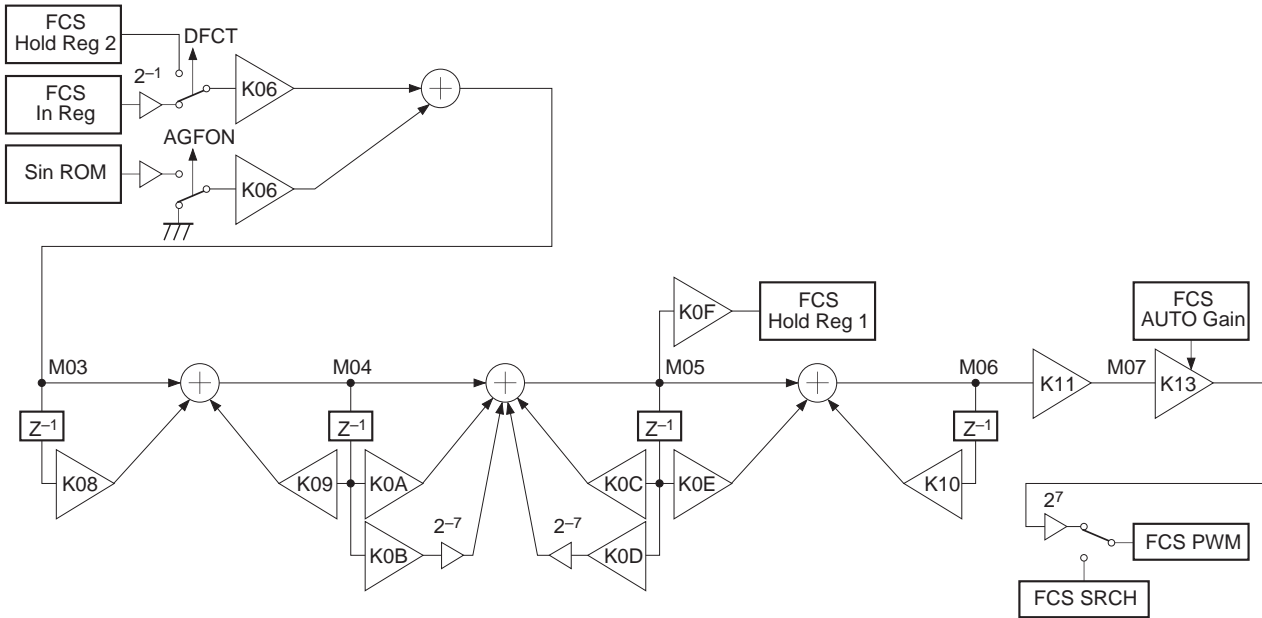 FCS
Hold Reg 2
DFCT
2⁻¹
FCS
In Reg
K06
AGFON
Sin ROM
K06
K0F
FCS
Hold Reg 1
FCS
AUTO Gain
M03
M04
M05
M06
K11
M07
K13
Z⁻¹
Z⁻¹
Z⁻¹
Z⁻¹
K08
K09
K0A
K0C
K0E
K10
K0B
2⁻⁷
2⁻⁷
K0D
2⁷
FCS PWM
FCS SRCH